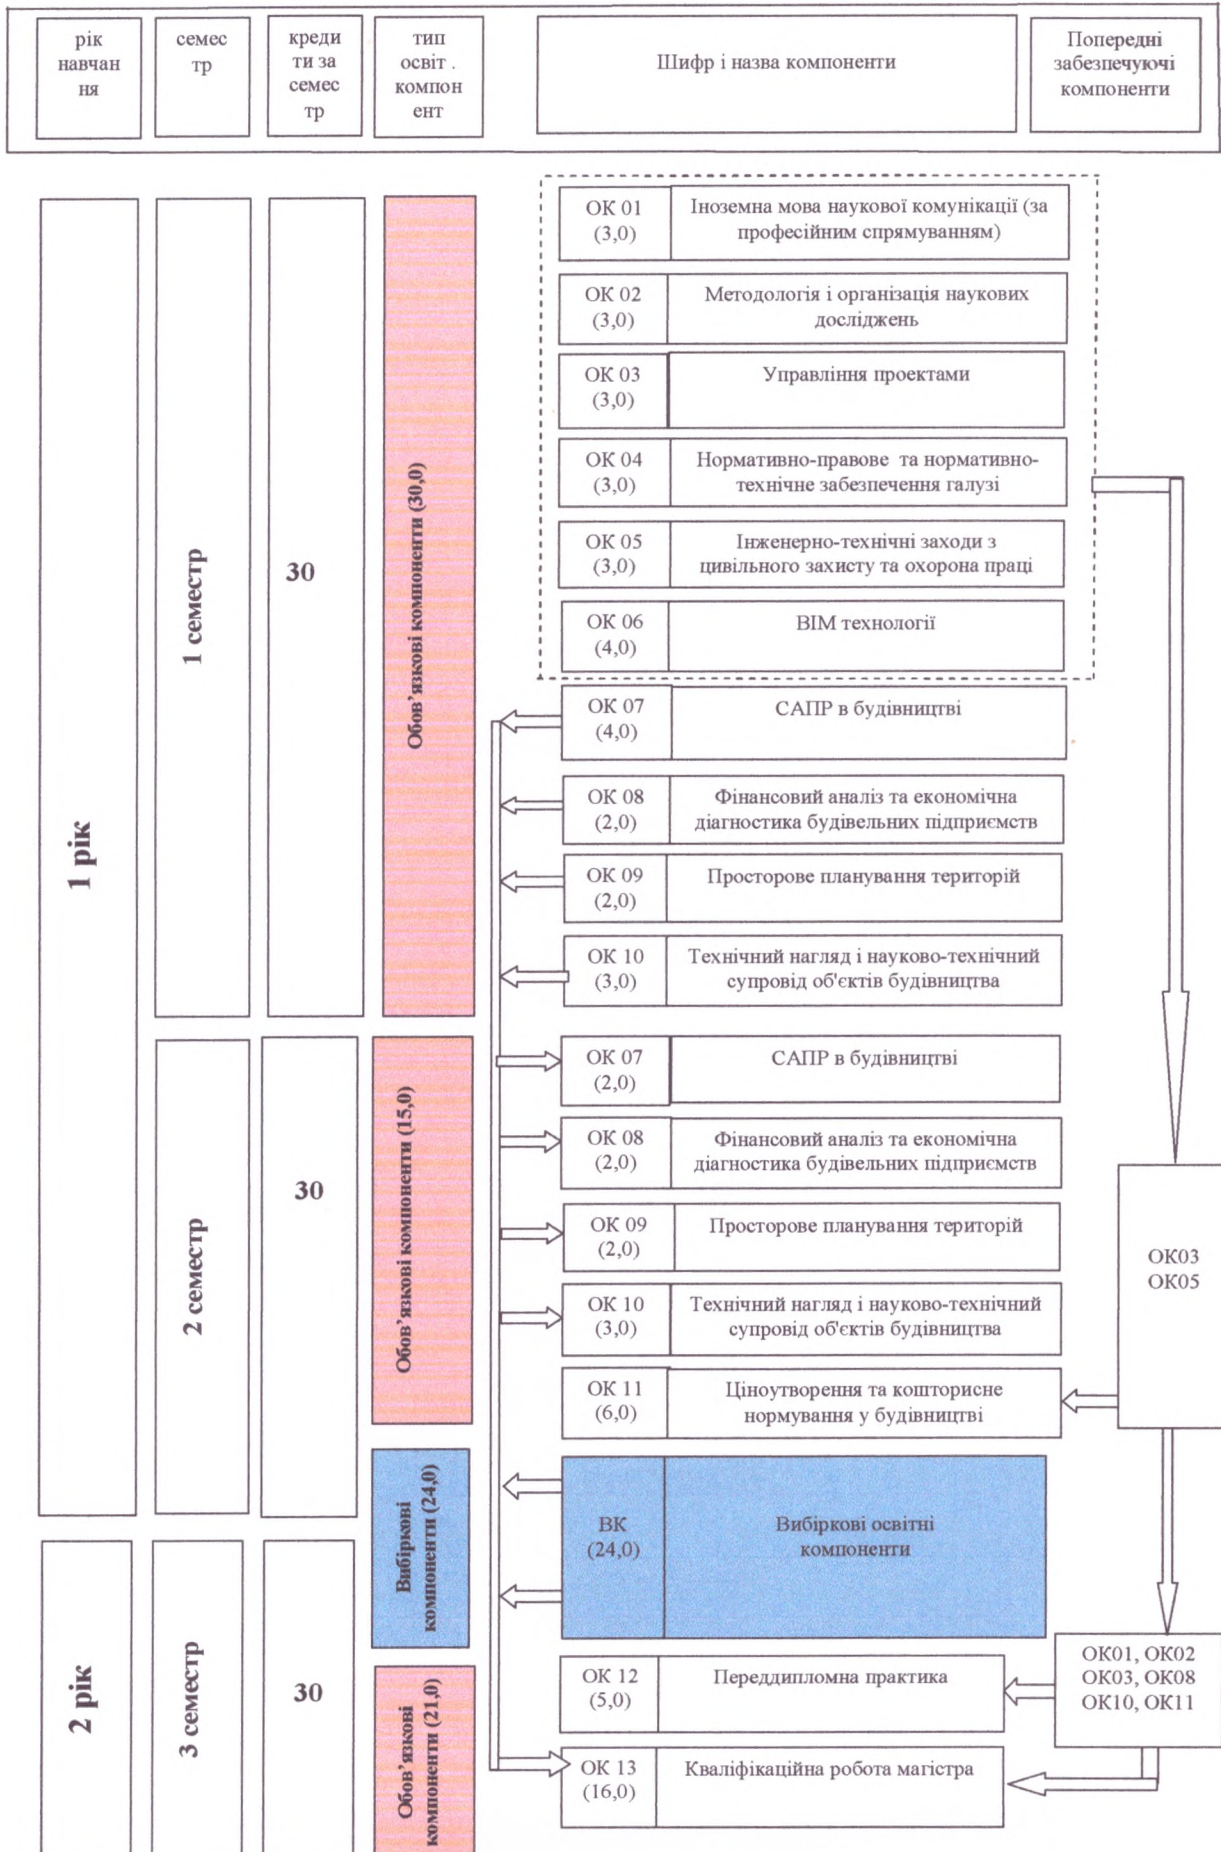 рік
навчан
ня
семес
тр
креди
ти за
семес
тр
тип
освіт .
компон
ент
Шифр і назва компоненти
Попередні
забезпечуючі
компоненти
1 рік
1 семестр
30
Обов’язкові компоненти (30,0)
ОК 01
(3,0)
Іноземна мова наукової комунікації (за
професійним спрямуванням)
ОК 02
(3,0)
Методологія і організація наукових
досліджень
ОК 03
(3,0)
Управління проектами
ОК 04
(3,0)
Нормативно-правове та нормативно-
технічне забезпечення галузі
ОК 05
(3,0)
Інженерно-технічні заходи з
цивільного захисту та охорона праці
ОК 06
(4,0)
BIM технології
ОК 07
(4,0)
САПР в будівництві
ОК 08
(2,0)
Фінансовий аналіз та економічна
діагностика будівельних підприємств
ОК 09
(2,0)
Просторове планування територій
ОК 10
(3,0)
Технічний нагляд і науково-технічний
супровід об'єктів будівництва
2 семестр
30
Обов’язкові компоненти (15,0)
ОК 07
(2,0)
САПР в будівництві
ОК 08
(2,0)
Фінансовий аналіз та економічна
діагностика будівельних підприємств
ОК 09
(2,0)
Просторове планування територій
ОК 10
(3,0)
Технічний нагляд і науково-технічний
супровід об'єктів будівництва
ОК 11
(6,0)
Ціноутворення та кошторисне
нормування у будівництві
ОК03
ОК05
Вибіркові
компоненти (24,0)
ВК
(24,0)
Вибіркові освітні
компоненти
2 рік
3 семестр
30
Обов’язкові
компоненти (21,0)
ОК 12
(5,0)
Переддипломна практика
ОК01, ОК02
ОК03, ОК08
ОК10, ОК11
ОК 13
(16,0)
Кваліфікаційна робота магістра